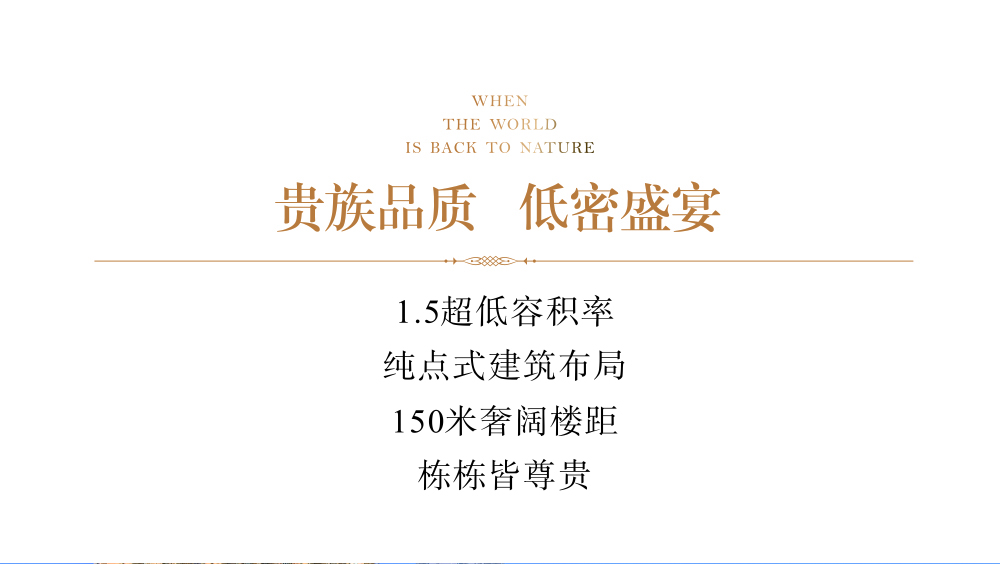 WHEN
THE WORLD
IS BACK TO NATURE
贵族品质 低密盛宴
1.5超低容积率
纯点式建筑布局
150米奢阔楼距
栋栋皆尊贵